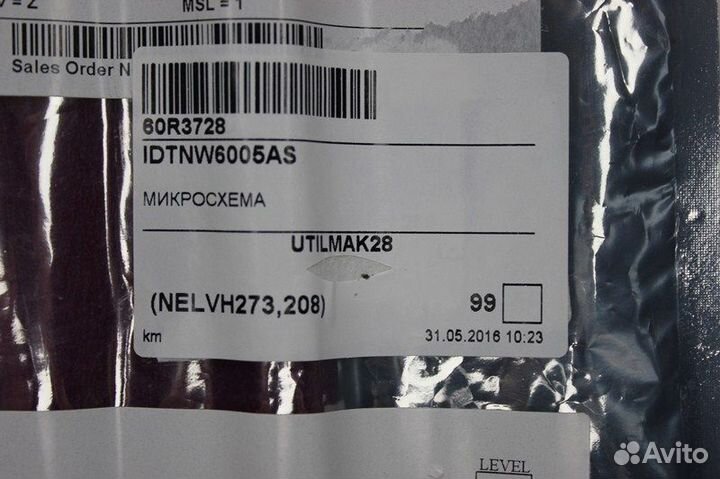 MSL = 1
Sales Order N
60R3728
IDTNW6005AS
МИКРОСХЕМА
UTILMAK28
(NELVH273,208) 99
km 31.05.2016 10:23
LEVEL
Avito